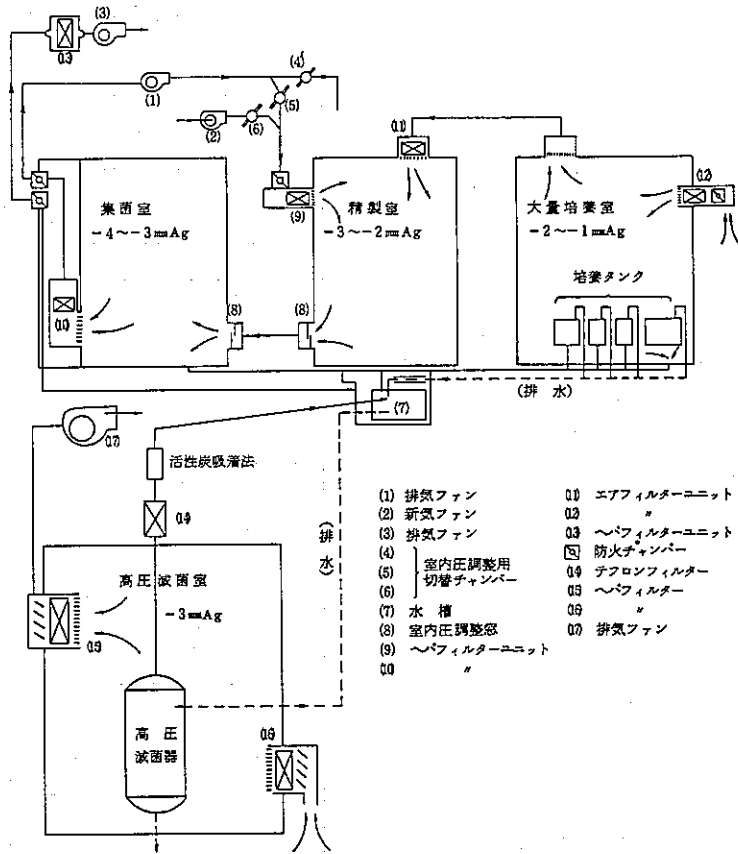 (3)
(13)
(1)
(4)
(5)
(2)
(6)
(11)
(12)
(9)
集菌室
－4～－3㎜Ag
精製室
－3～－2㎜Ag
大量培養室
－2～－1㎜Ag
培養タンク
(10)
(8)
(8)
(7)
(排水)
(17)
活性炭吸着法
(14)
(排水)
高圧滅菌室
－3㎜Ag
(15)
高圧
滅菌器
(16)
(1) 排気ファン
(2) 新気ファン
(3) 排気ファン
(4)
(5) 室内圧調整用
切替チャンバー
(6)
(7) 水槽
(8) 室内圧調整窓
(9) ヘパフィルターユニット
(10) 〃
(11) エアフィルターユニット
(12) 〃
(13) ヘパフィルターユニット
防火チャンバー
(14) テフロンフィルター
(15) ヘパフィルター
(16) 〃
(17) 排気ファン